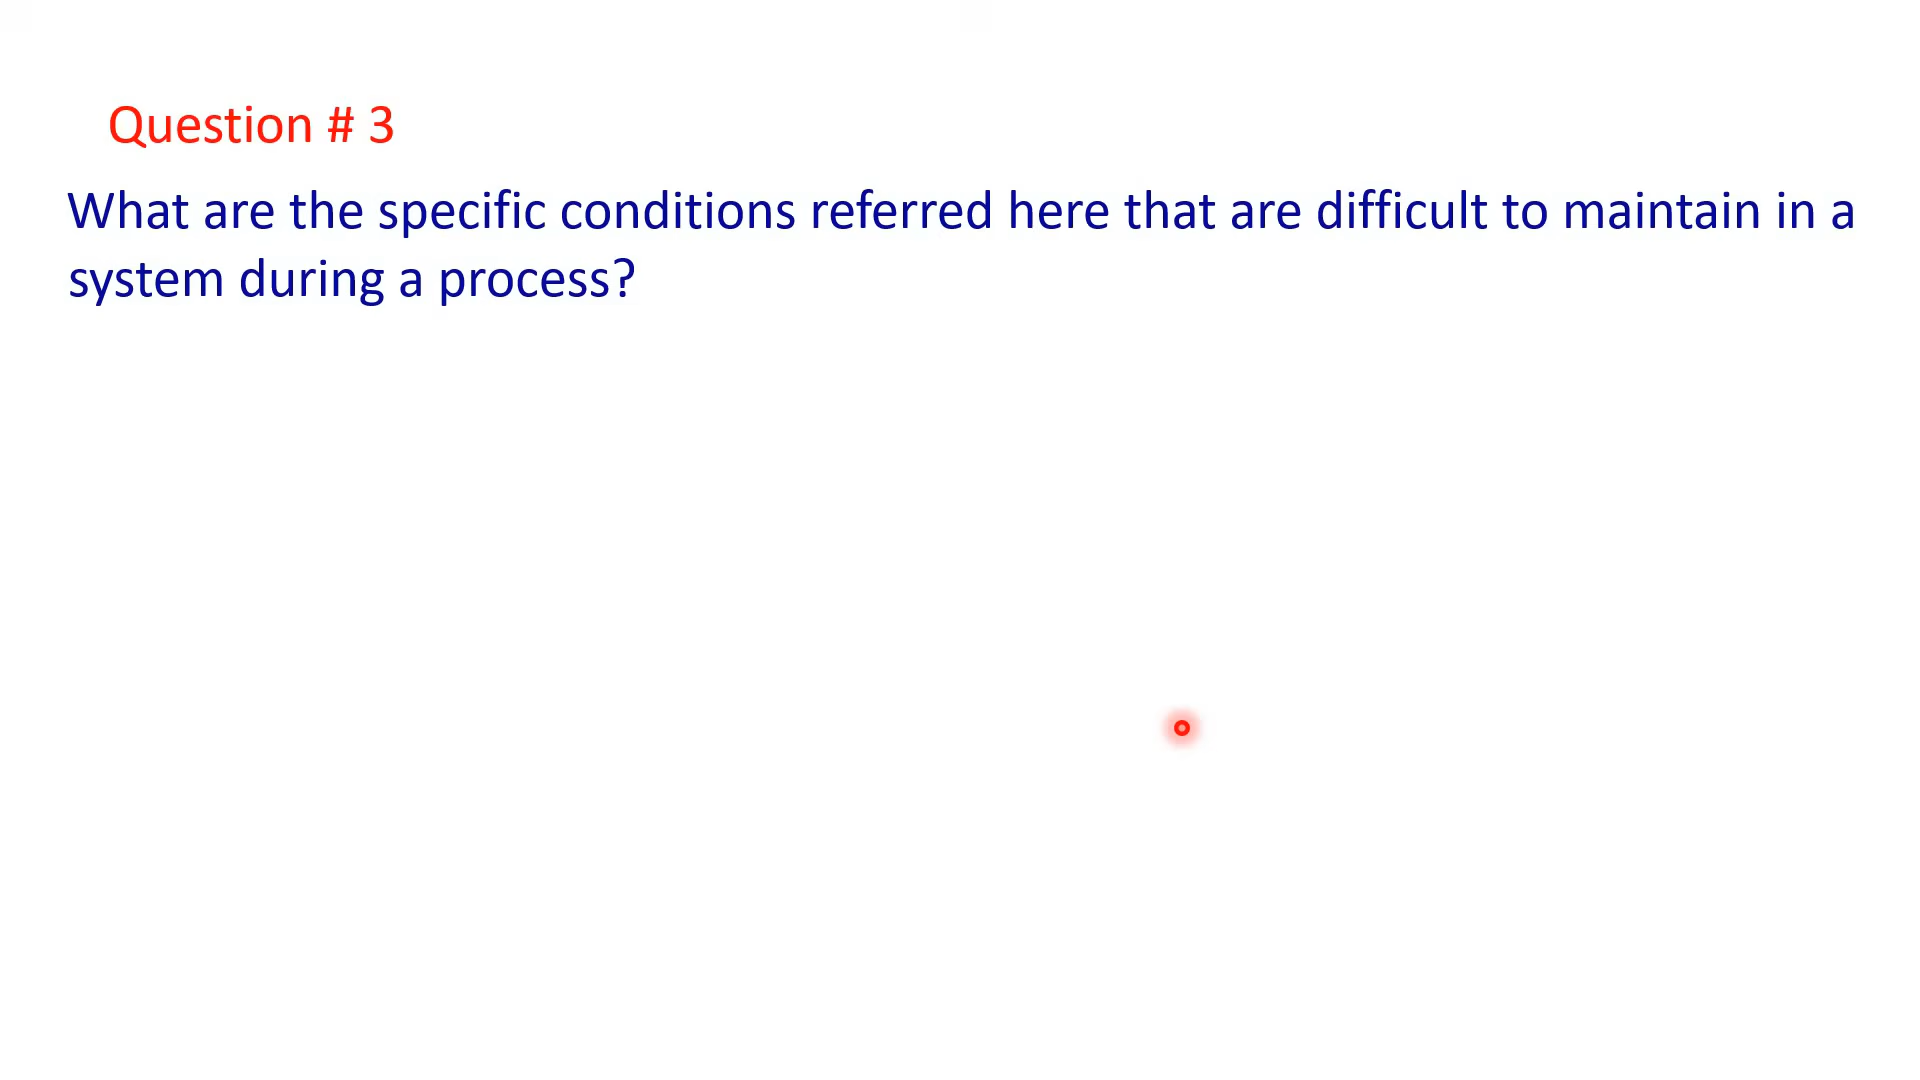 Question # 3
What are the specific conditions referred here that are difficult to maintain in a
system during a process?